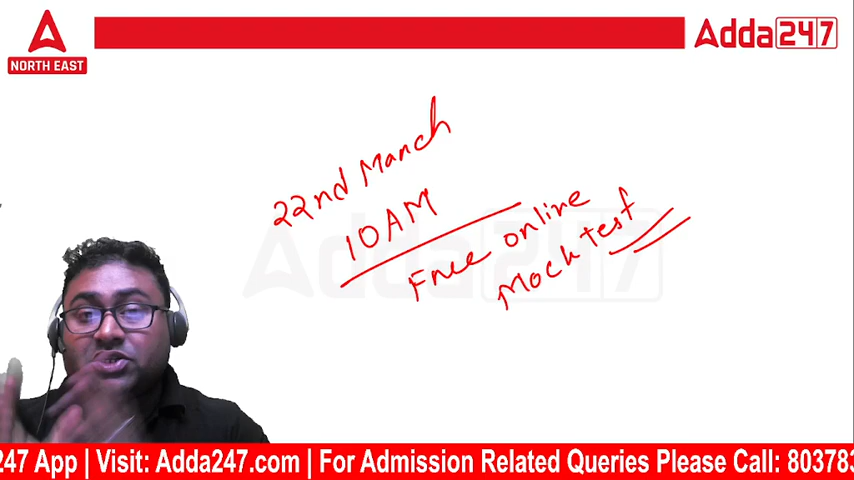 NORTH EAST
Adda247
22nd March
10AM
Free online
Mock test
Adda247
247 App | Visit: Adda247.com | For Admission Related Queries Please Call: 80378